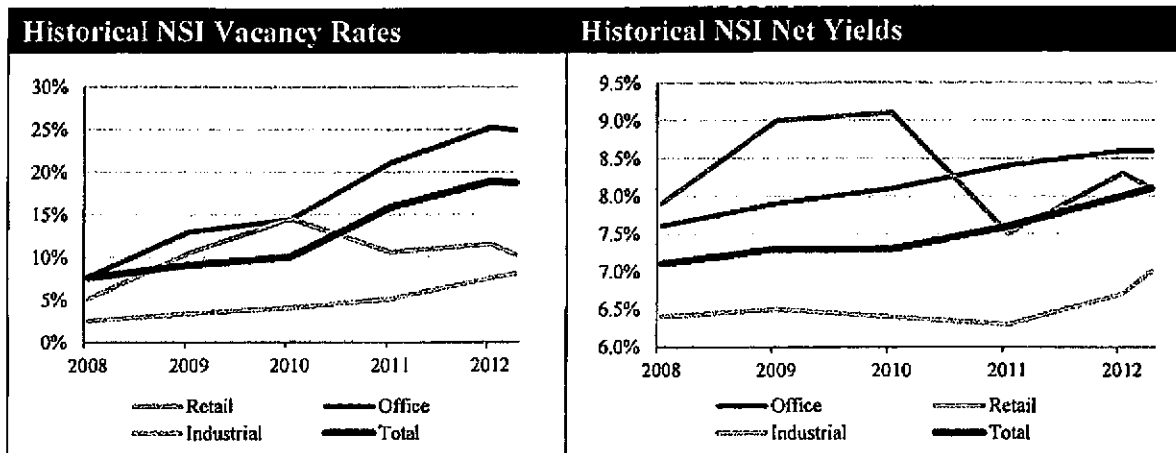 Historical NSI Vacancy Rates
30%
25%
20%
15%
10%
5%
0%
2008 2009 2010 2011 2012
Retail Office
Industrial Total
Historical NSI Net Yields
9.5%
9.0%
8.5%
8.0%
7.5%
7.0%
6.5%
6.0%
2008 2009 2010 2011 2012
Office Retail
Industrial Total